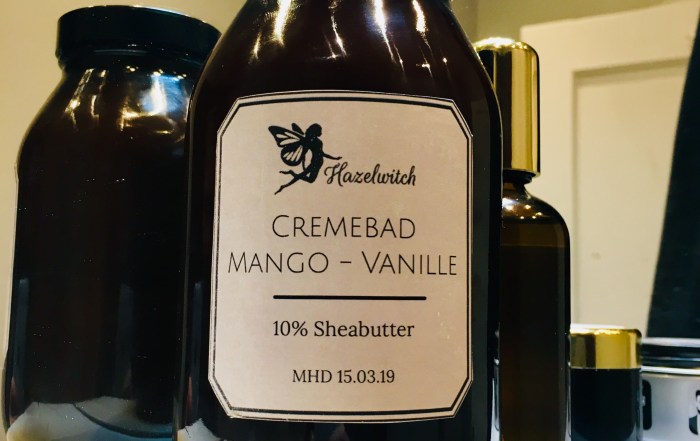 Hazelwitch
CREMEBAD
MANGO – VANILLE
10% Sheabutter
MHD 15.03.19